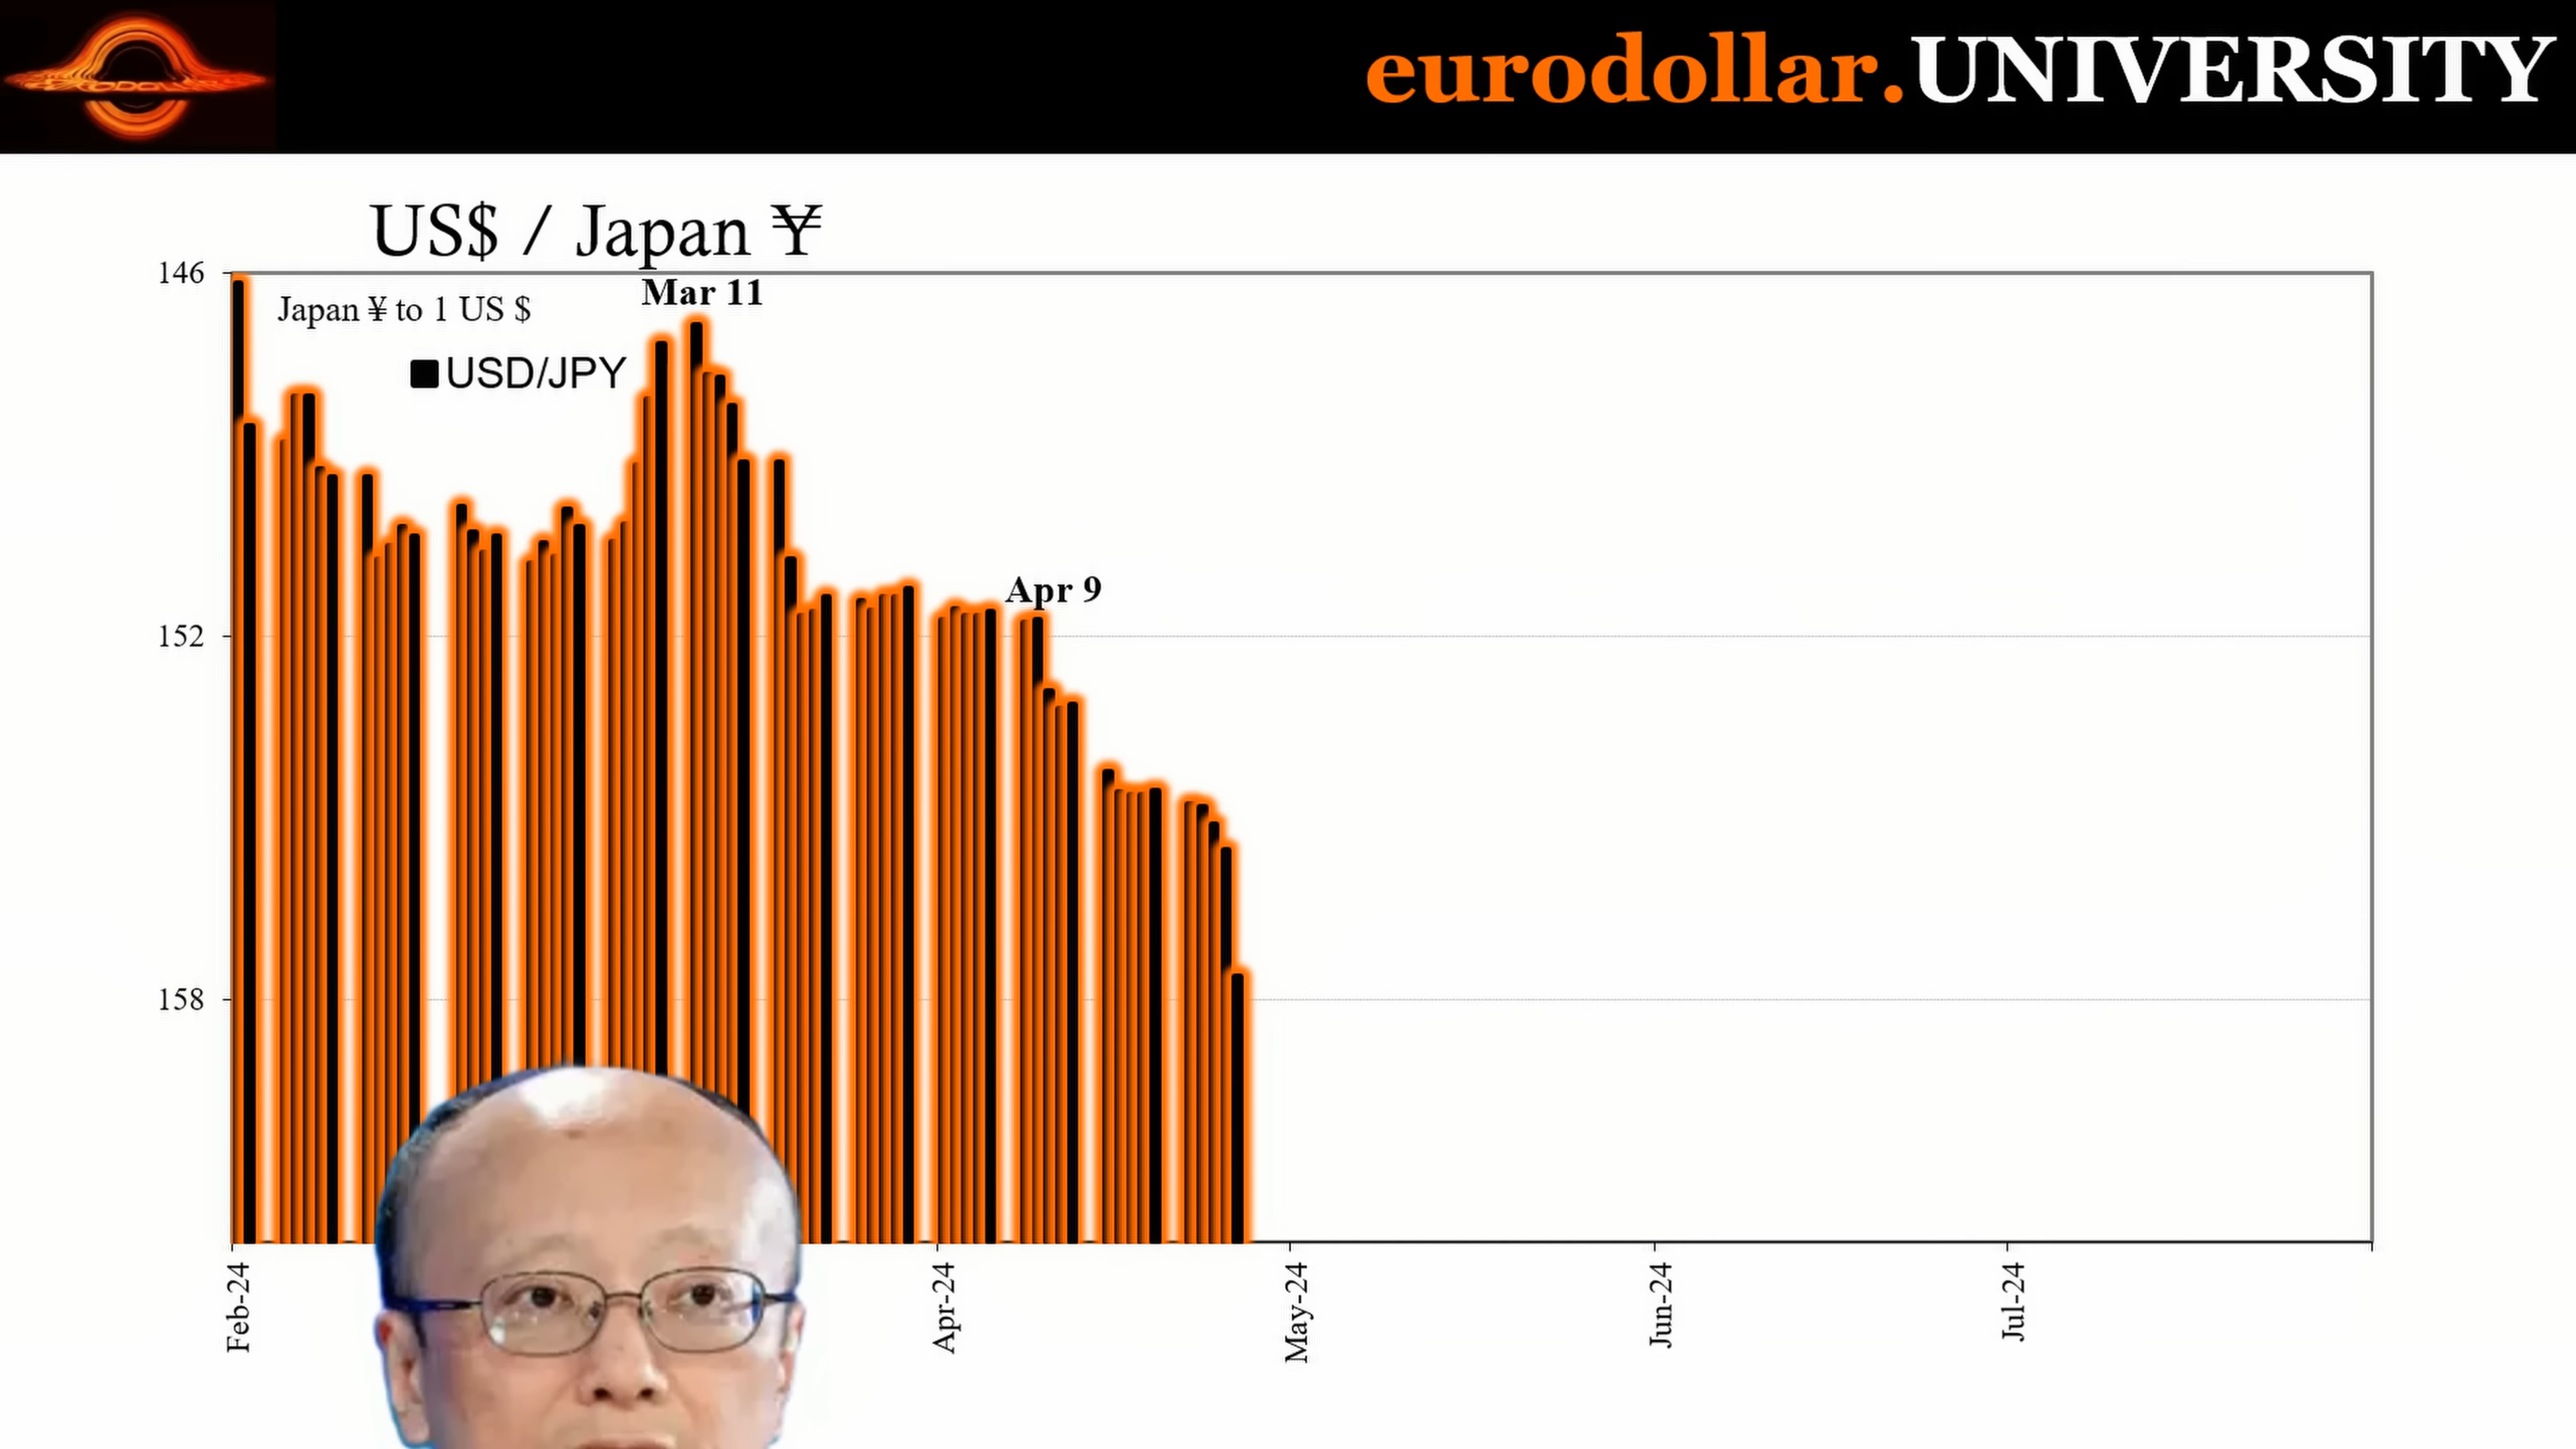 eurodollar.UNIVERSITY
US$ / Japan ¥
146
Mar 11
Japan ¥ to 1 US $
USD/JPY
Apr 9
152
158
Feb-24
Apr-24
May-24
Jun-24
Jul-24